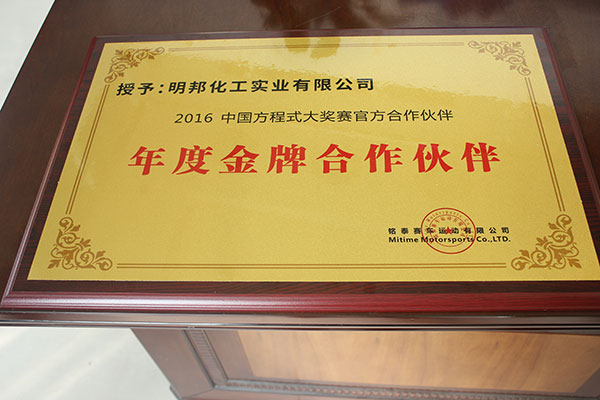 授予：明邦化工实业有限公司
2016 中国方程式大奖赛官方合作伙伴
年度金牌合作伙伴
铭泰赛车运动有限公司
Mitime Motorsports Co.,LTD.